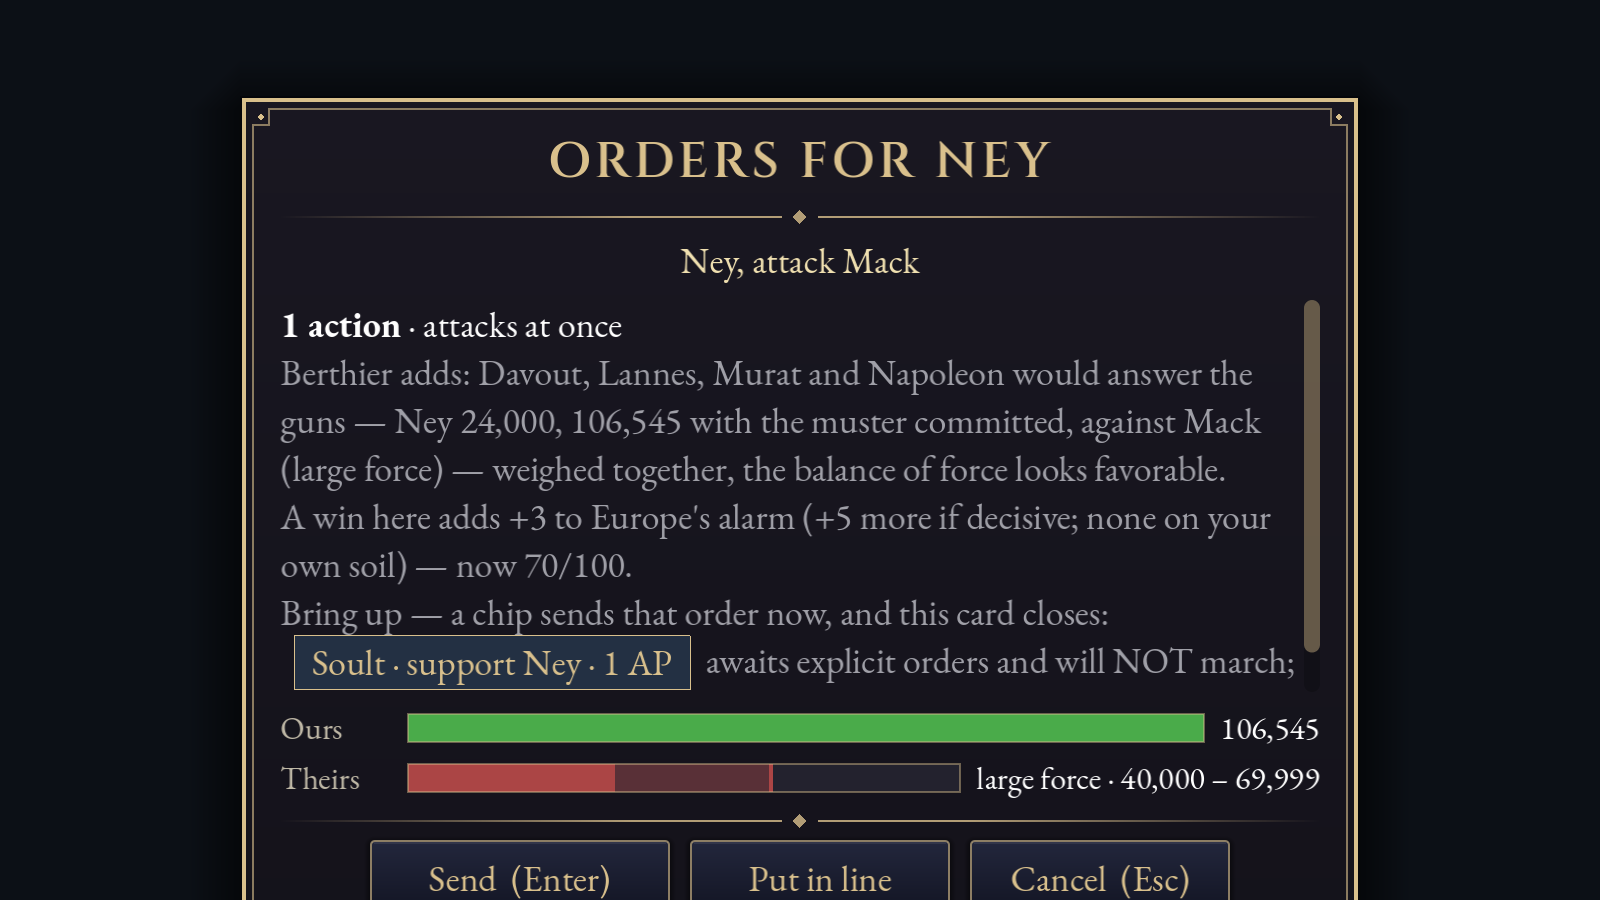 ORDERS FOR NEY
Ney, attack Mack
1 action · attacks at once
Berthier adds: Davout, Lannes, Murat and Napoleon would answer the
guns — Ney 24,000, 106,545 with the muster committed, against Mack
(large force) — weighed together, the balance of force looks favorable.
A win here adds +3 to Europe's alarm (+5 more if decisive; none on your
own soil) — now 70/100.
Bring up — a chip sends that order now, and this card closes:
Soult · support Ney · 1 AP awaits explicit orders and will NOT march;
Ours 106,545
Theirs large force · 40,000 – 69,999
Send (Enter) Put in line Cancel (Esc)